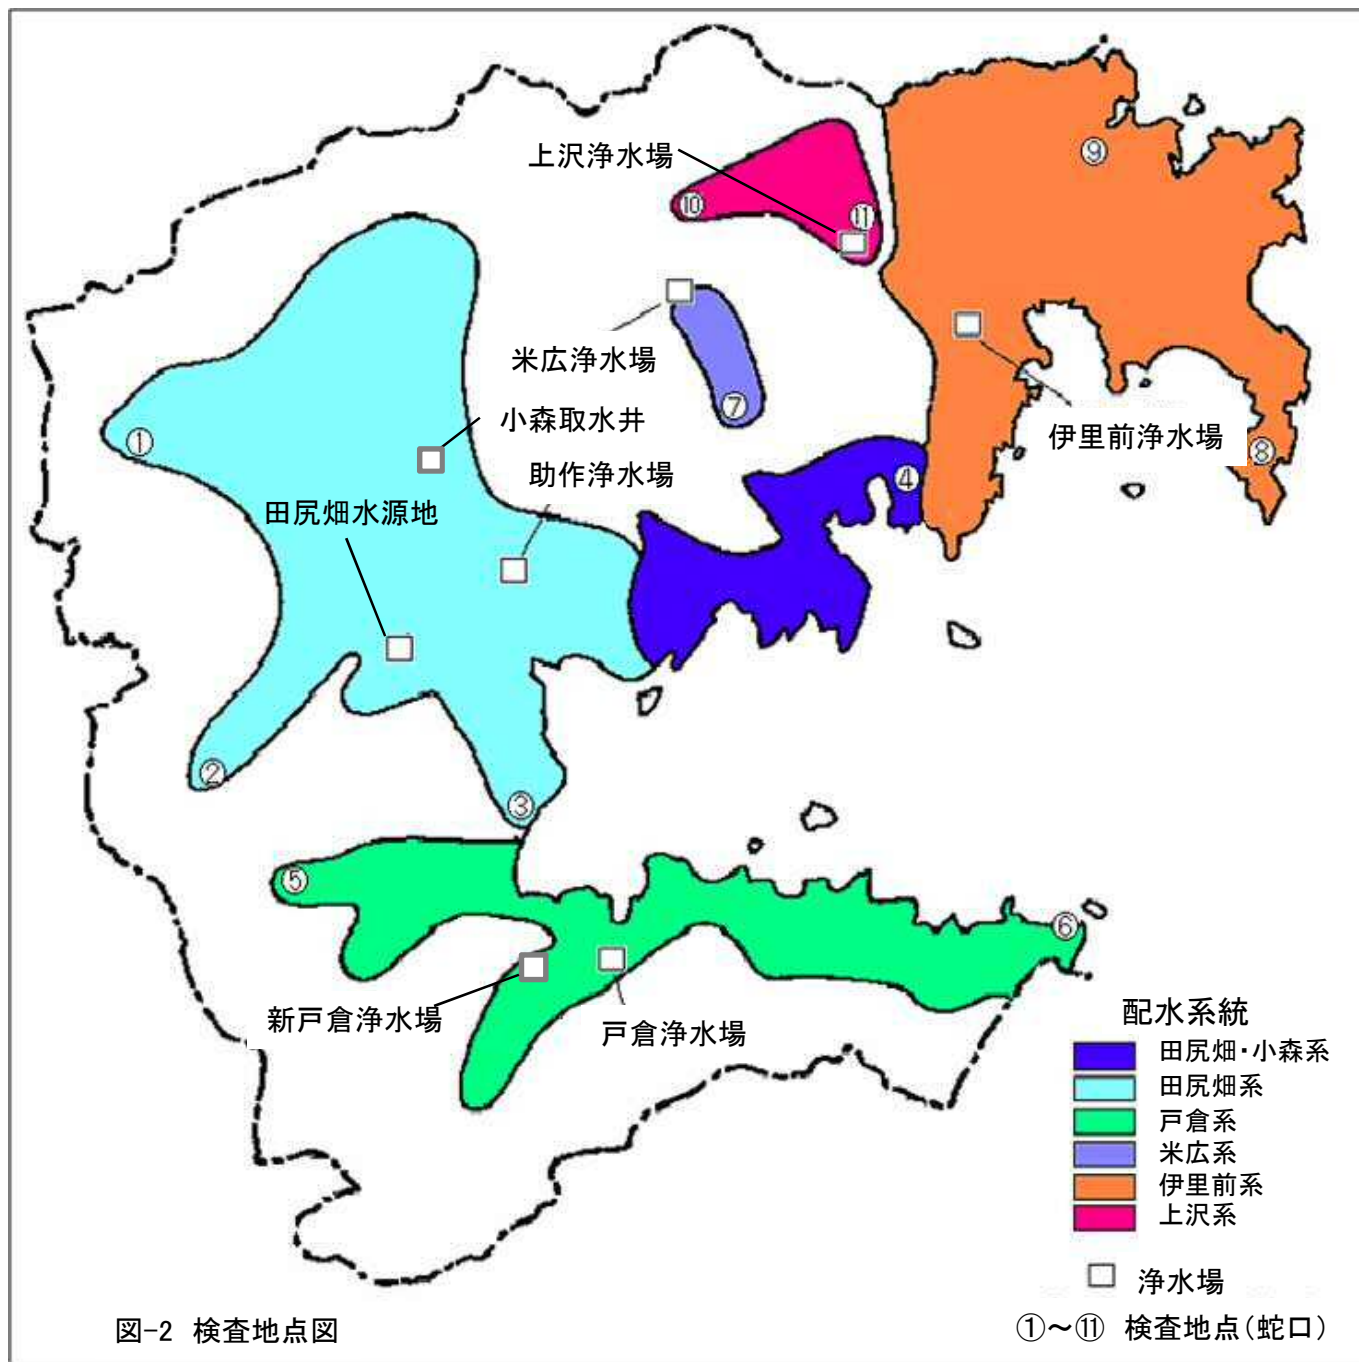 上沢浄水場
⑨
⑩
⑪
米広浄水場
⑦
伊里前浄水場
⑧
①
小森取水井
助作浄水場
④
田尻畑水源地
②
③
⑤
⑥
新戸倉浄水場
戸倉浄水場
配水系統
田尻畑・小森系
田尻畑系
戸倉系
米広系
伊里前系
上沢系
浄水場
①～⑪ 検査地点(蛇口)
図-2 検査地点図